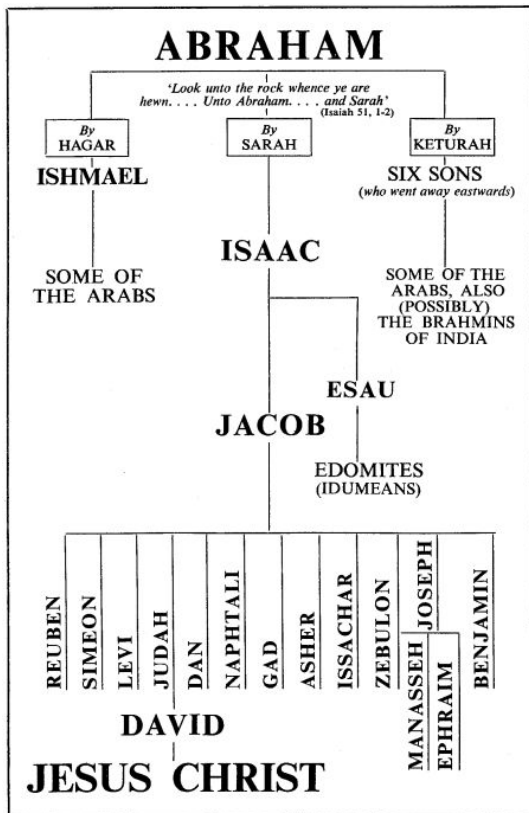 ABRAHAM
'Look unto the rock whence ye are
hewn. . . . Unto Abraham. . . . and Sarah'
(Isaiah 51, 1-2)
By
HAGAR
By
SARAH
By
KETURAH
ISHMAEL
SIX SONS
(who went away eastwards)
ISAAC
SOME OF
THE ARABS
SOME OF THE
ARABS, ALSO
(POSSIBLY)
THE BRAHMINS
OF INDIA
ESAU
JACOB
EDOMITES
(IDUMEANS)
REUBEN
SIMEON
LEVI
JUDAH
DAN
NAPHTALI
GAD
ASHER
ISSACHAR
ZEBULON
JOSEPH
MANASSEH
EPHRAIM
BENJAMIN
DAVID
JESUS CHRIST